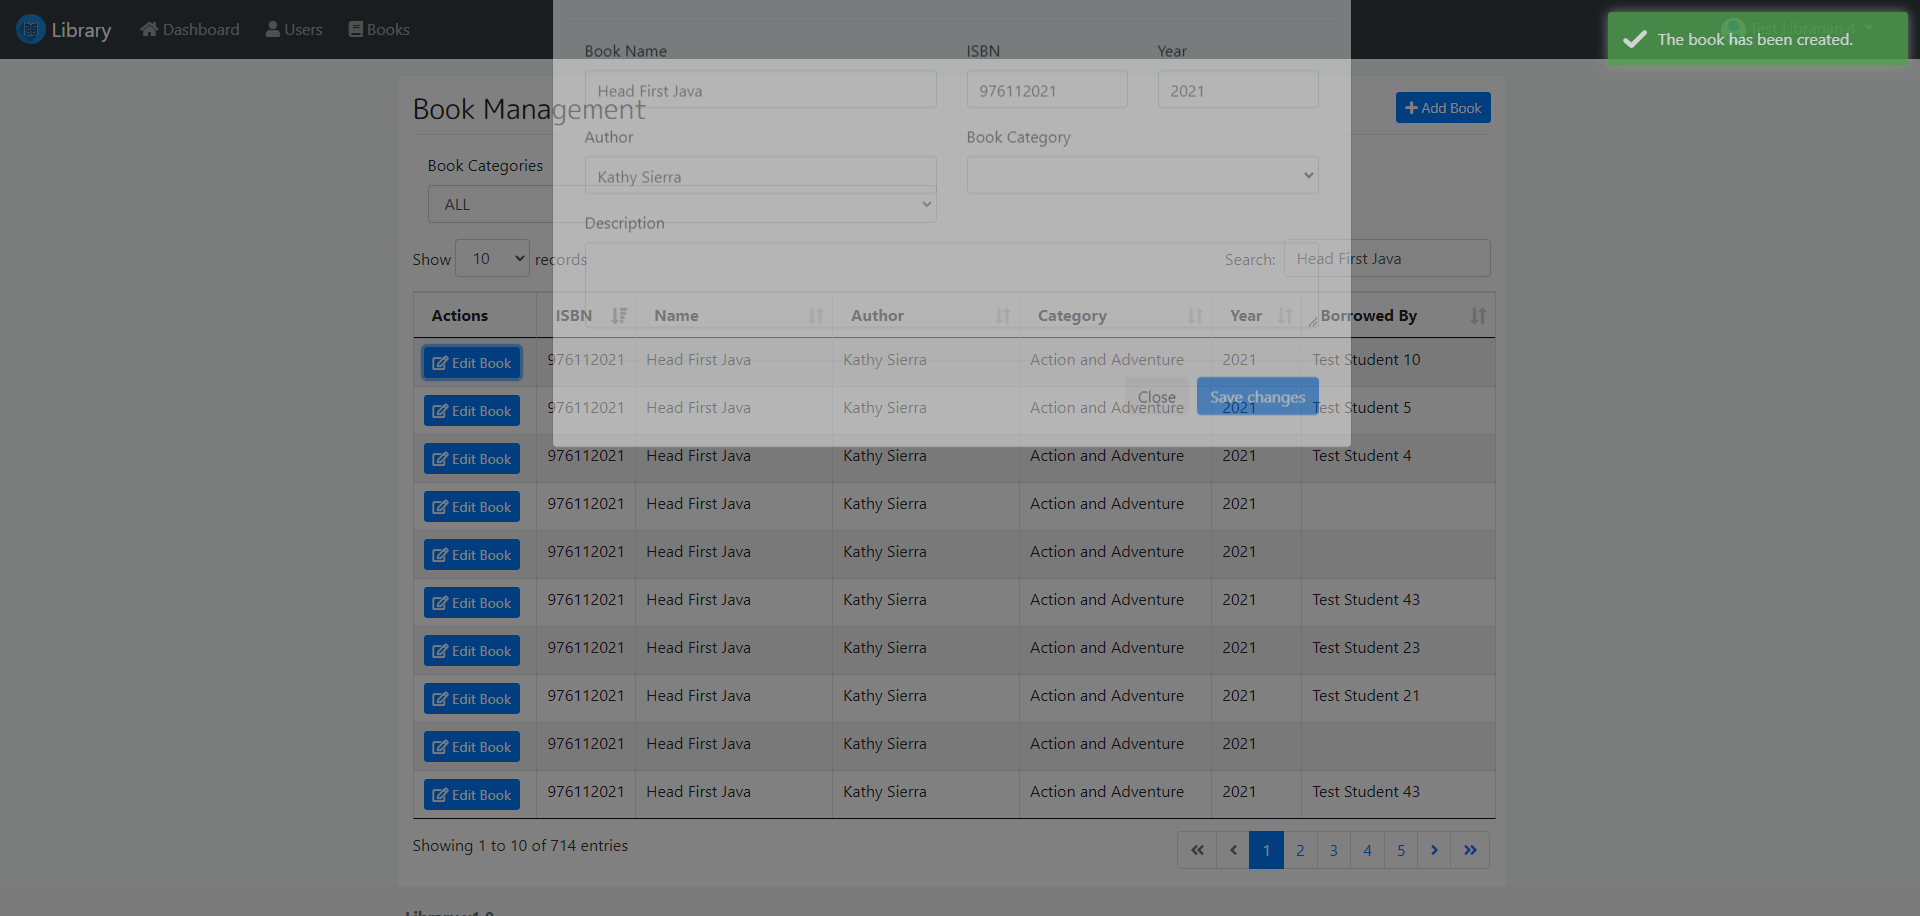 Library Dashboard Users Books Test Librarian 4
The book has been created.
Book Name ISBN Year
Head First Java 976112021 2021
Book Management Add Book
Author Book Category
Book Categories
Kathy Sierra
ALL
Description
Show 10 records Search: Head First Java
Actions ISBN Name Author Category Year Borrowed By
Edit Book 976112021 Head First Java Kathy Sierra Action and Adventure 2021 Test Student 10
Close Save changes
Edit Book 976112021 Head First Java Kathy Sierra Action and Adventure 2021 Test Student 5
Edit Book 976112021 Head First Java Kathy Sierra Action and Adventure 2021 Test Student 4
Edit Book 976112021 Head First Java Kathy Sierra Action and Adventure 2021
Edit Book 976112021 Head First Java Kathy Sierra Action and Adventure 2021
Edit Book 976112021 Head First Java Kathy Sierra Action and Adventure 2021 Test Student 43
Edit Book 976112021 Head First Java Kathy Sierra Action and Adventure 2021 Test Student 23
Edit Book 976112021 Head First Java Kathy Sierra Action and Adventure 2021 Test Student 21
Edit Book 976112021 Head First Java Kathy Sierra Action and Adventure 2021
Edit Book 976112021 Head First Java Kathy Sierra Action and Adventure 2021 Test Student 43
Showing 1 to 10 of 714 entries 1 2 3 4 5